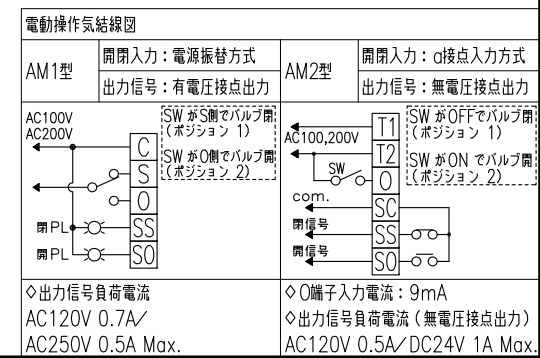 電動操作気結線図
AM1型
開閉入力：電源振替方式
出力信号：有電圧接点出力
AM2型
開閉入力：a接点入力方式
出力信号：無電圧接点出力
AC100V
AC200V
SW がS側でバルブ閉
(ポジション 1)
SW がO側でバルブ開
(ポジション 2)
C
S
O
閉PL
SS
開PL
SO
◇出力信号負荷電流
AC120V 0.7A/
AC250V 0.5A Max.
AC100,200V
SW がOFFでバルブ閉
(ポジション 1)
SW がON でバルブ開
(ポジション 2)
T1
T2
SW
O
com.
SC
閉信号
SS
開信号
SO
◇O端子入力電流：9mA
◇出力信号負荷電流(無電圧接点出力)
AC120V 0.5A/DC24V 1A Max.